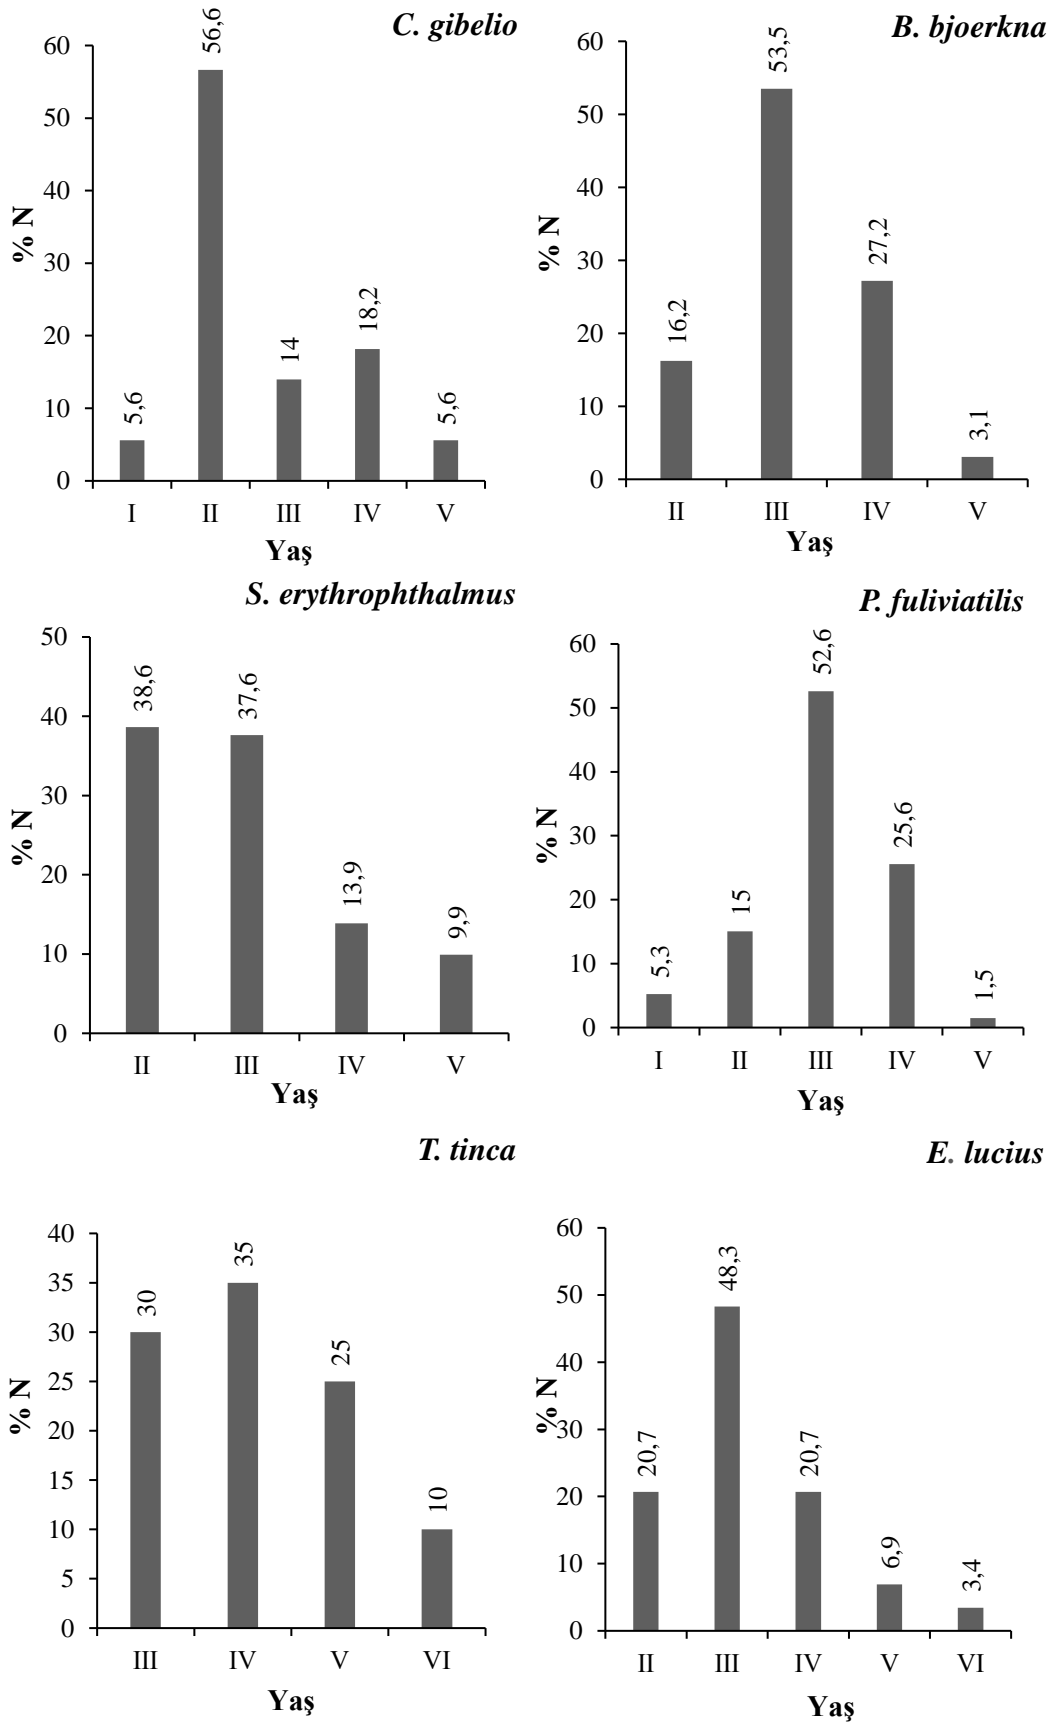 C. gibelio
% N
60
50
40
30
20
10
0
5,6
56,6
14
18,2
5,6
I II III IV V
Yaş
B. bjoerkna
% N
60
50
40
30
20
10
0
16,2
53,5
27,2
3,1
II III IV V
Yaş
S. erythrophthalmus
% N
50
40
30
20
10
0
38,6
37,6
13,9
9,9
II III IV V
Yaş
P. fuliviatilis
% N
60
50
40
30
20
10
0
5,3
15
52,6
25,6
1,5
I II III IV V
Yaş
T. tinca
% N
40
35
30
25
20
15
10
5
0
30
35
25
10
III IV V VI
Yaş
E. lucius
% N
60
50
40
30
20
10
0
20,7
48,3
20,7
6,9
3,4
II III IV V VI
Yaş